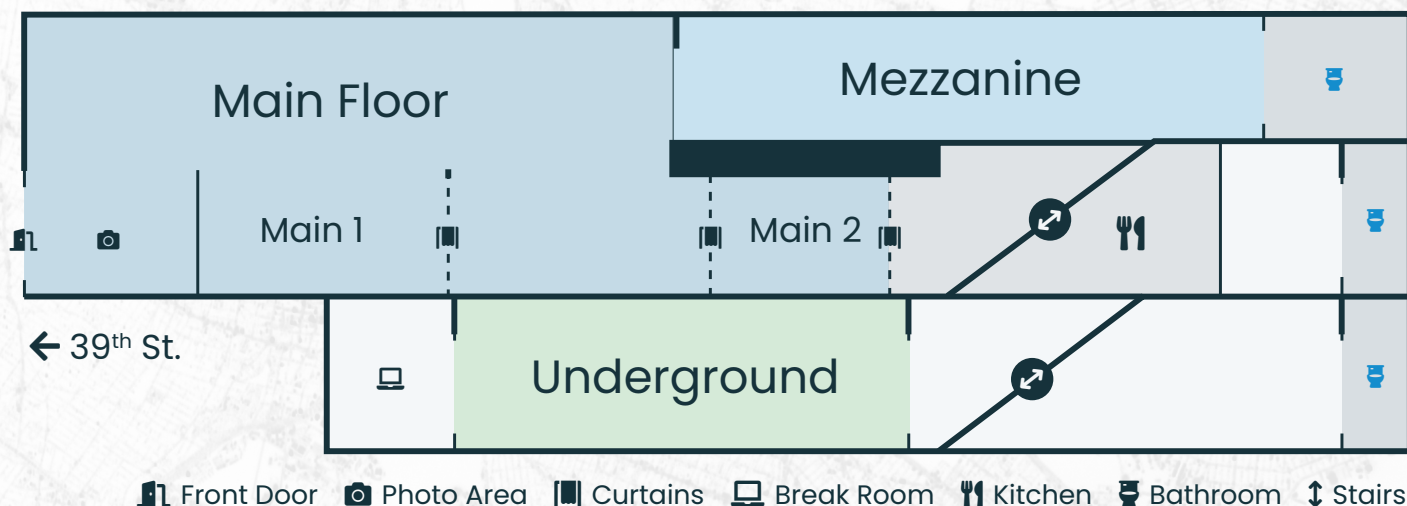 Main Floor
Mezzanine
Main 1
Main 2
← 39th St.
Underground
Front Door Photo Area Curtains Break Room Kitchen Bathroom Stairs